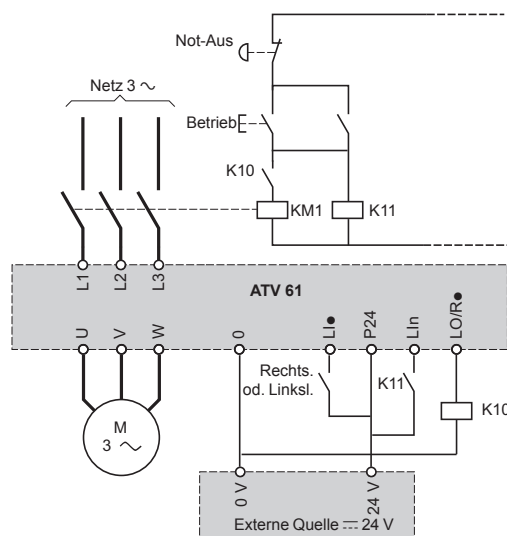 Not-Aus
Netz 3 ~
Betrieb
K10
KM1
K11
L1
L2
L3
ATV 61
U
V
W
0
LI●
P24
LIn
LO/R●
Rechts.
od. Linksl.
K11
K10
M
3 ~
0 V
24 V
Externe Quelle ⎓ 24 V